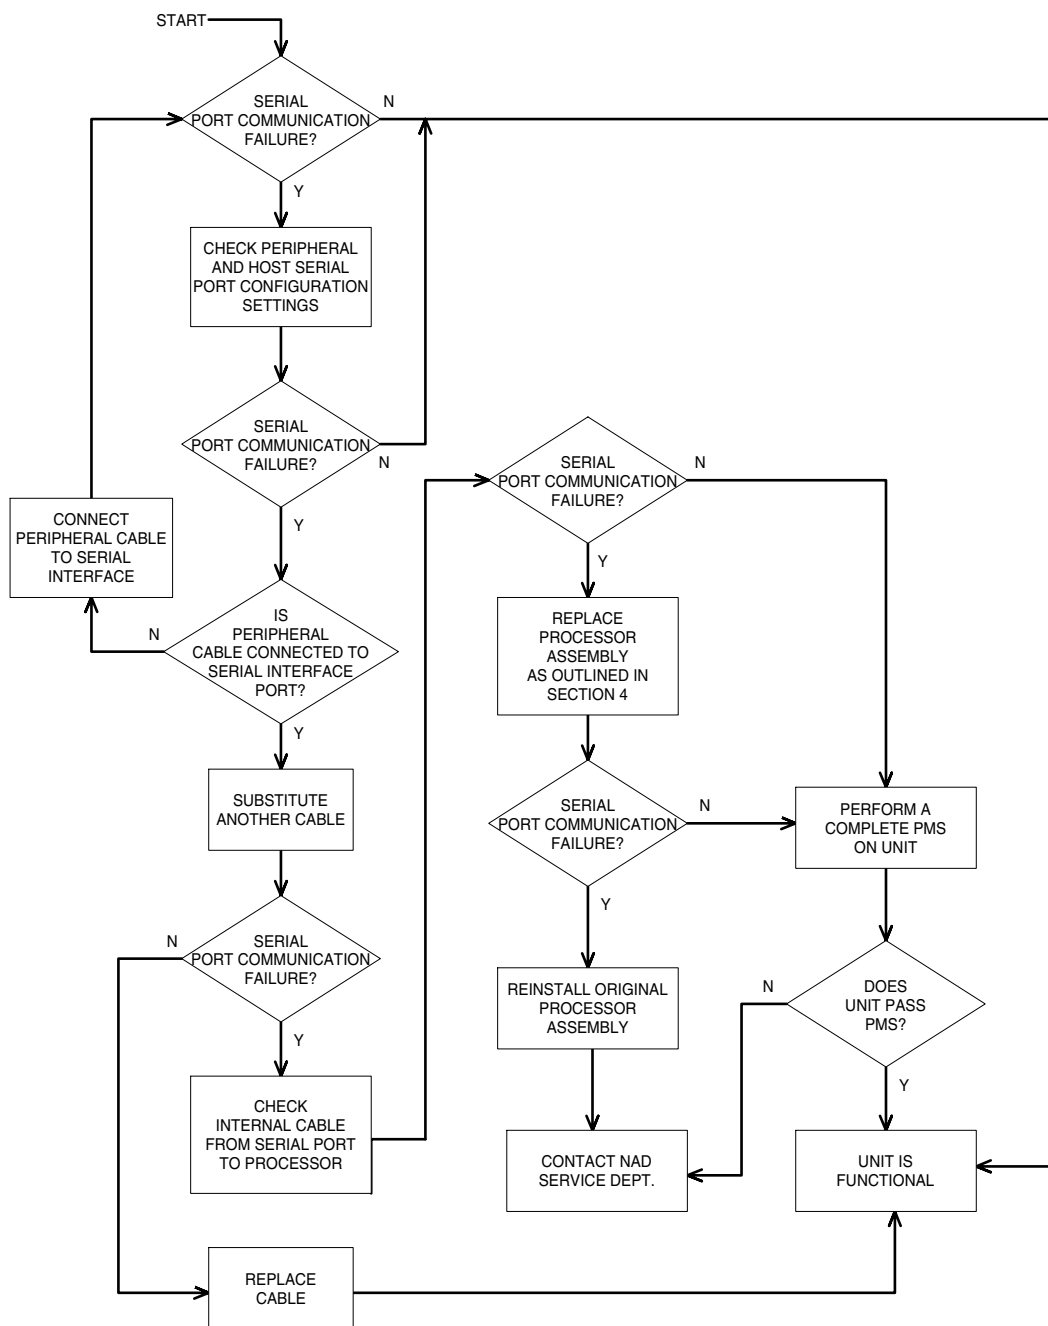 START
SERIAL
PORT COMMUNICATION
FAILURE?
N
Y
CHECK PERIPHERAL
AND HOST SERIAL
PORT CONFIGURATION
SETTINGS
SERIAL
PORT COMMUNICATION
FAILURE?
N
Y
CONNECT
PERIPHERAL CABLE
TO SERIAL
INTERFACE
IS
PERIPHERAL
CABLE CONNECTED TO
SERIAL INTERFACE
PORT?
N
Y
SUBSTITUTE
ANOTHER CABLE
SERIAL
PORT COMMUNICATION
FAILURE?
N
Y
CHECK
INTERNAL CABLE
FROM SERIAL PORT
TO PROCESSOR
REPLACE
CABLE
SERIAL
PORT COMMUNICATION
FAILURE?
N
Y
REPLACE
PROCESSOR
ASSEMBLY
AS OUTLINED IN
SECTION 4
SERIAL
PORT COMMUNICATION
FAILURE?
N
Y
REINSTALL ORIGINAL
PROCESSOR
ASSEMBLY
CONTACT NAD
SERVICE DEPT.
PERFORM A
COMPLETE PMS
ON UNIT
DOES
UNIT PASS
PMS?
N
Y
UNIT IS
FUNCTIONAL